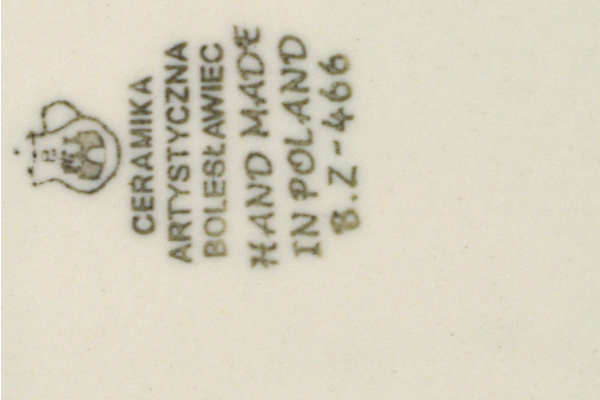 CERAMIKA
ARTYSTYCZNA
BOLESŁAWIEC
HAND MADE
IN POLAND
B.Z-466